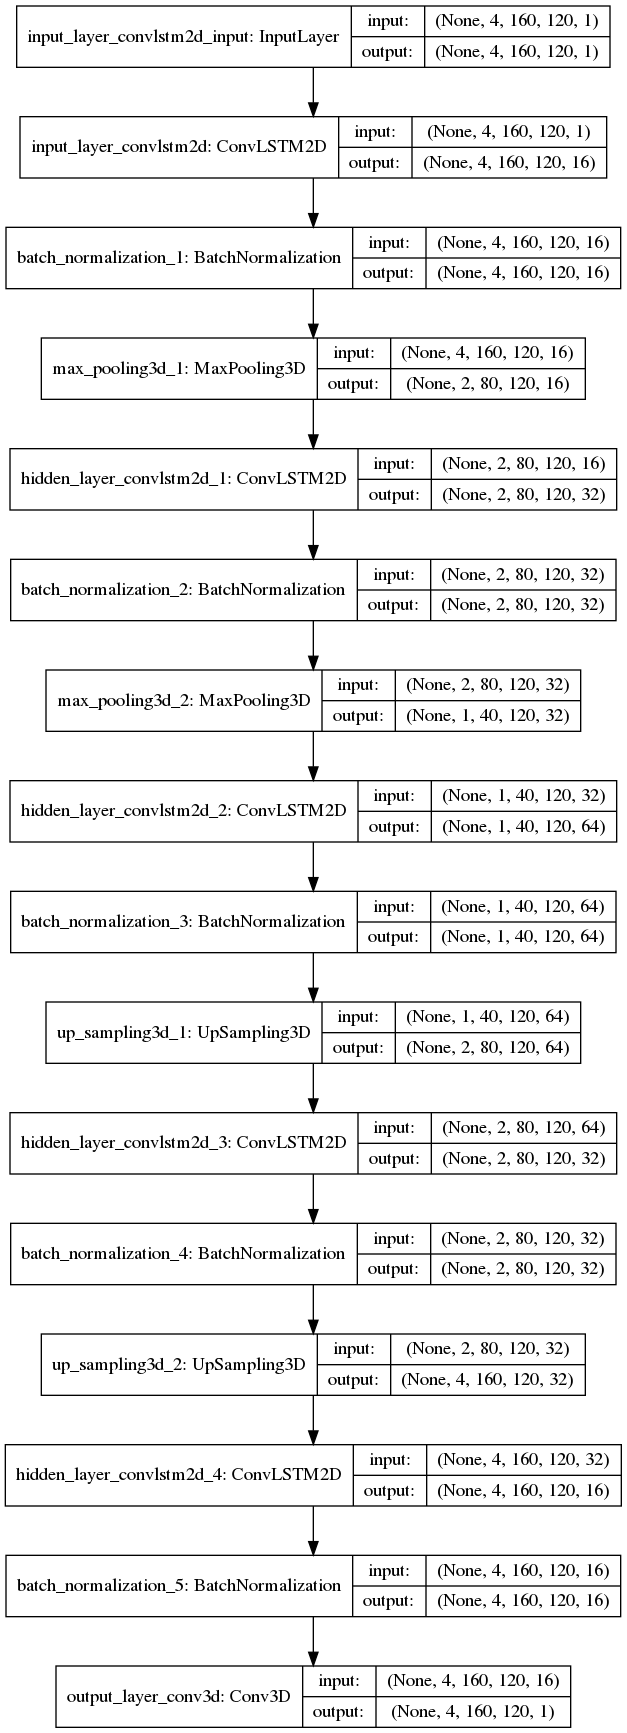 input_layer_convlstm2d_input: InputLayer
input: (None, 4, 160, 120, 1)
output: (None, 4, 160, 120, 1)
input_layer_convlstm2d: ConvLSTM2D
input: (None, 4, 160, 120, 1)
output: (None, 4, 160, 120, 16)
batch_normalization_1: BatchNormalization
input: (None, 4, 160, 120, 16)
output: (None, 4, 160, 120, 16)
max_pooling3d_1: MaxPooling3D
input: (None, 4, 160, 120, 16)
output: (None, 2, 80, 120, 16)
hidden_layer_convlstm2d_1: ConvLSTM2D
input: (None, 2, 80, 120, 16)
output: (None, 2, 80, 120, 32)
batch_normalization_2: BatchNormalization
input: (None, 2, 80, 120, 32)
output: (None, 2, 80, 120, 32)
max_pooling3d_2: MaxPooling3D
input: (None, 2, 80, 120, 32)
output: (None, 1, 40, 120, 32)
hidden_layer_convlstm2d_2: ConvLSTM2D
input: (None, 1, 40, 120, 32)
output: (None, 1, 40, 120, 64)
batch_normalization_3: BatchNormalization
input: (None, 1, 40, 120, 64)
output: (None, 1, 40, 120, 64)
up_sampling3d_1: UpSampling3D
input: (None, 1, 40, 120, 64)
output: (None, 2, 80, 120, 64)
hidden_layer_convlstm2d_3: ConvLSTM2D
input: (None, 2, 80, 120, 64)
output: (None, 2, 80, 120, 32)
batch_normalization_4: BatchNormalization
input: (None, 2, 80, 120, 32)
output: (None, 2, 80, 120, 32)
up_sampling3d_2: UpSampling3D
input: (None, 2, 80, 120, 32)
output: (None, 4, 160, 120, 32)
hidden_layer_convlstm2d_4: ConvLSTM2D
input: (None, 4, 160, 120, 32)
output: (None, 4, 160, 120, 16)
batch_normalization_5: BatchNormalization
input: (None, 4, 160, 120, 16)
output: (None, 4, 160, 120, 16)
output_layer_conv3d: Conv3D
input: (None, 4, 160, 120, 16)
output: (None, 4, 160, 120, 1)